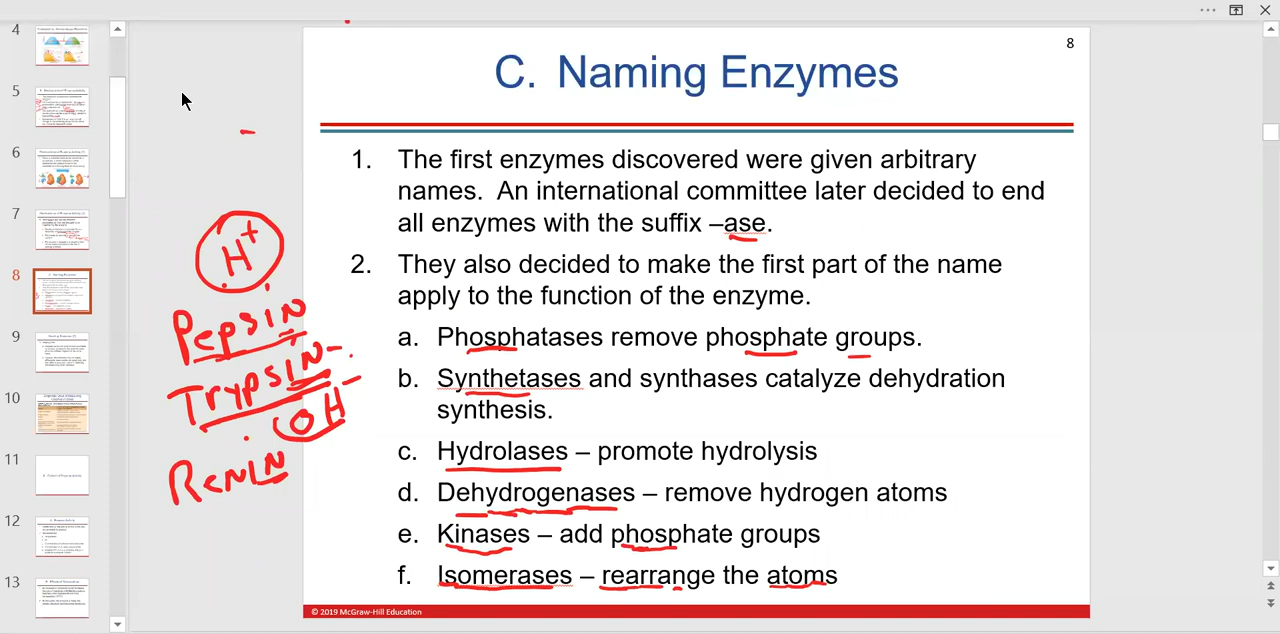 8
C. Naming Enzymes
1. The first enzymes discovered were given arbitrary
names. An international committee later decided to end
all enzymes with the suffix –ase.
2. They also decided to make the first part of the name
apply to the function of the enzyme.
a. Phosphatases remove phosphate groups.
b. Synthetases and synthases catalyze dehydration
synthesis.
c. Hydrolases – promote hydrolysis
d. Dehydrogenases – remove hydrogen atoms
e. Kinases – add phosphate groups
f. Isomerases – rearrange the atoms
© 2019 McGraw-Hill Education
H+
PepsIN
TrypsIN
OH-
RenIN
4
5
6
7
8
9
10
11
12
13